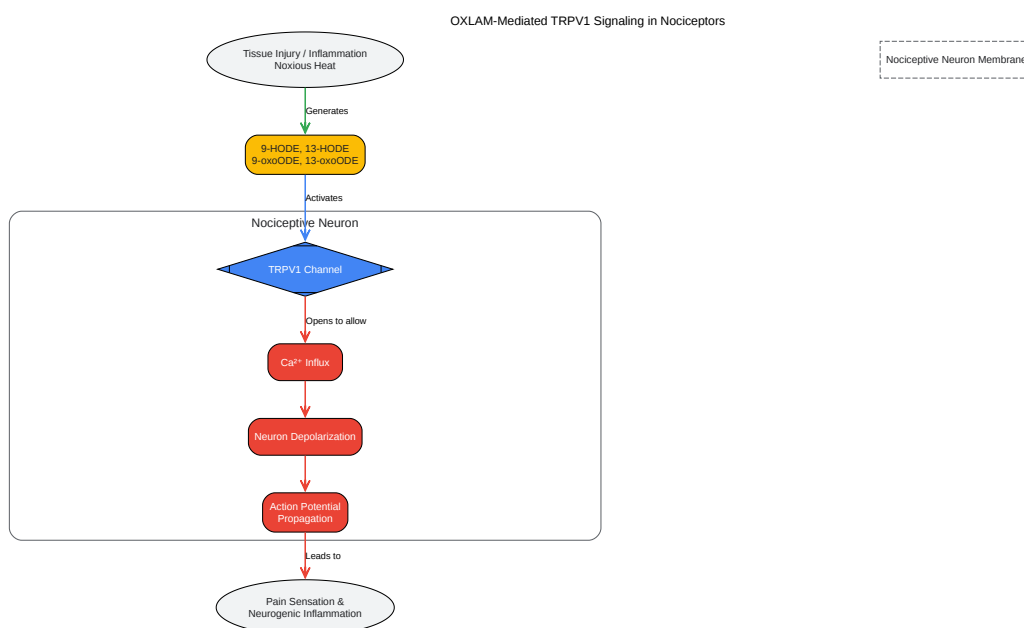 OXLAM-Mediated TRPV1 Signaling in Nociceptors
Tissue Injury / Inflammation
Noxious Heat
Nociceptive Neuron Membrane
Generates
9-HODE, 13-HODE
9-oxoODE, 13-oxoODE
Activates
Nociceptive Neuron
TRPV1 Channel
Opens to allow
Ca²⁺ Influx
Neuron Depolarization
Action Potential
Propagation
Leads to
Pain Sensation &
Neurogenic Inflammation